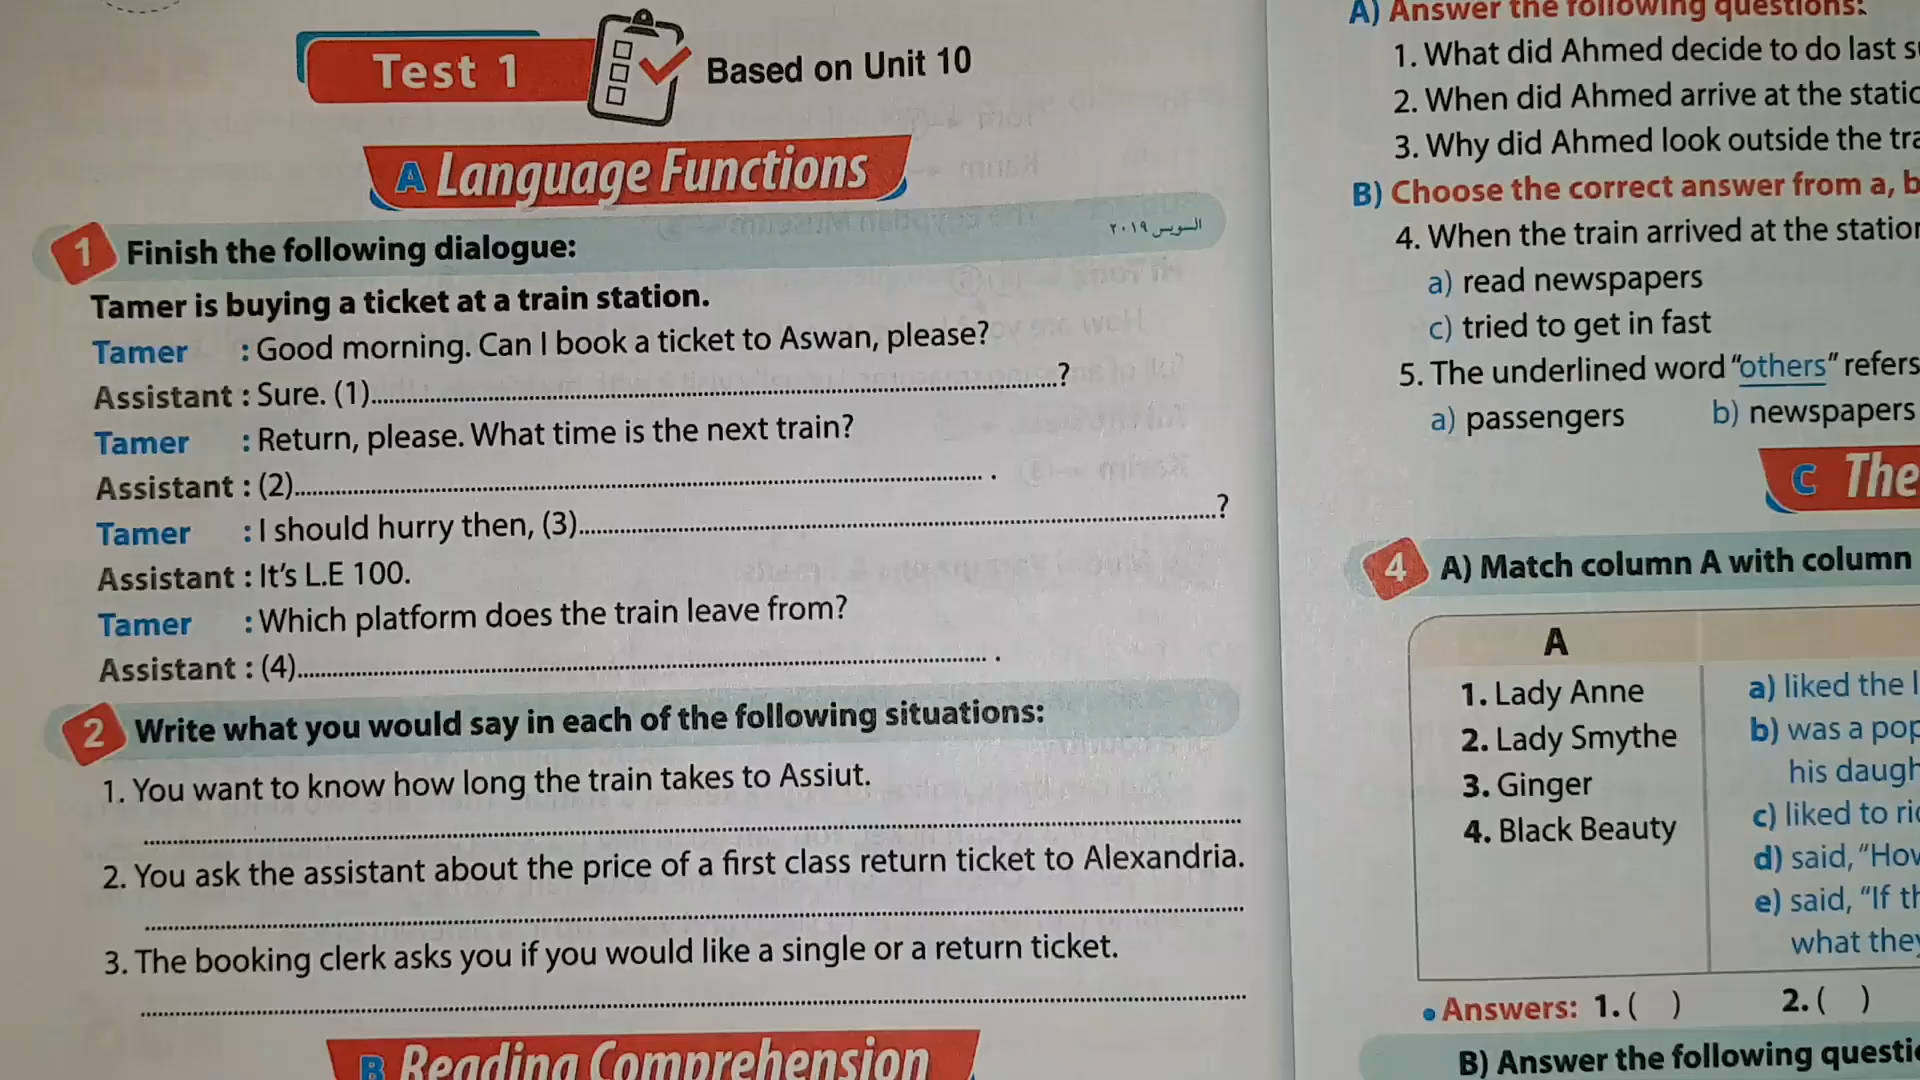 Test 1
Based on Unit 10
A Language Functions
1 Finish the following dialogue:
السويس ٢٠١٩
Tamer is buying a ticket at a train station.
Tamer : Good morning. Can I book a ticket to Aswan, please?
Assistant : Sure. (1)..........?
Tamer : Return, please. What time is the next train?
Assistant : (2)...........
Tamer : I should hurry then, (3)..........?
Assistant : It's L.E 100.
Tamer : Which platform does the train leave from?
Assistant : (4)...........
2 Write what you would say in each of the following situations:
1. You want to know how long the train takes to Assiut.
2. You ask the assistant about the price of a first class return ticket to Alexandria.
3. The booking clerk asks you if you would like a single or a return ticket.
B Reading Comprehension
A) Answer the following questions:
1. What did Ahmed decide to do last
2. When did Ahmed arrive at the
3. Why did Ahmed look outside the
B) Choose the correct answer from a,
4. When the train arrived at the
a) read newspapers
c) tried to get in fast
5. The underlined word "others" refers
a) passengers b) newspapers
C The
4 A) Match column A with column
A
1. Lady Anne
2. Lady Smythe
3. Ginger
4. Black Beauty
a) liked the
b) was a
his
c) liked to
d) said,
e) said, "If
what
Answers: 1. ( ) 2. ( )
B) Answer the following